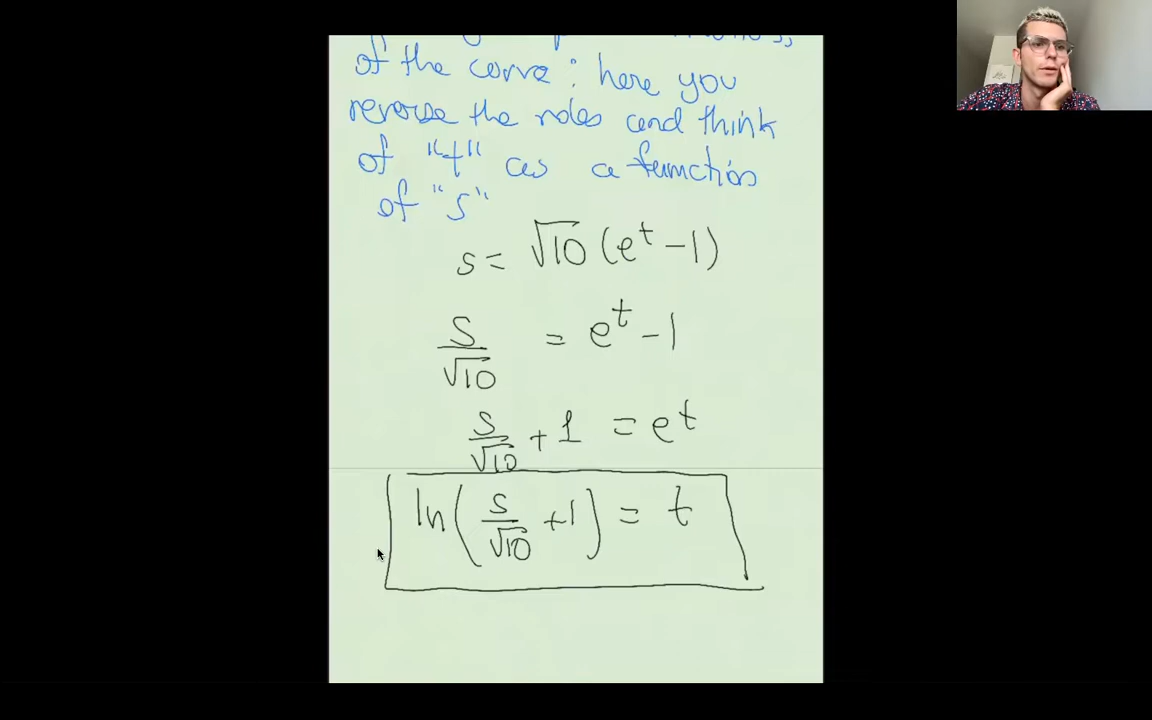 of the corve : here you
reverse the roles and think
of "t" as a function
of "s"
s = √10 (e^t − 1)
s/√10 = e^t − 1
s/√10 + 1 = e^t
ln(s/√10 + 1) = t